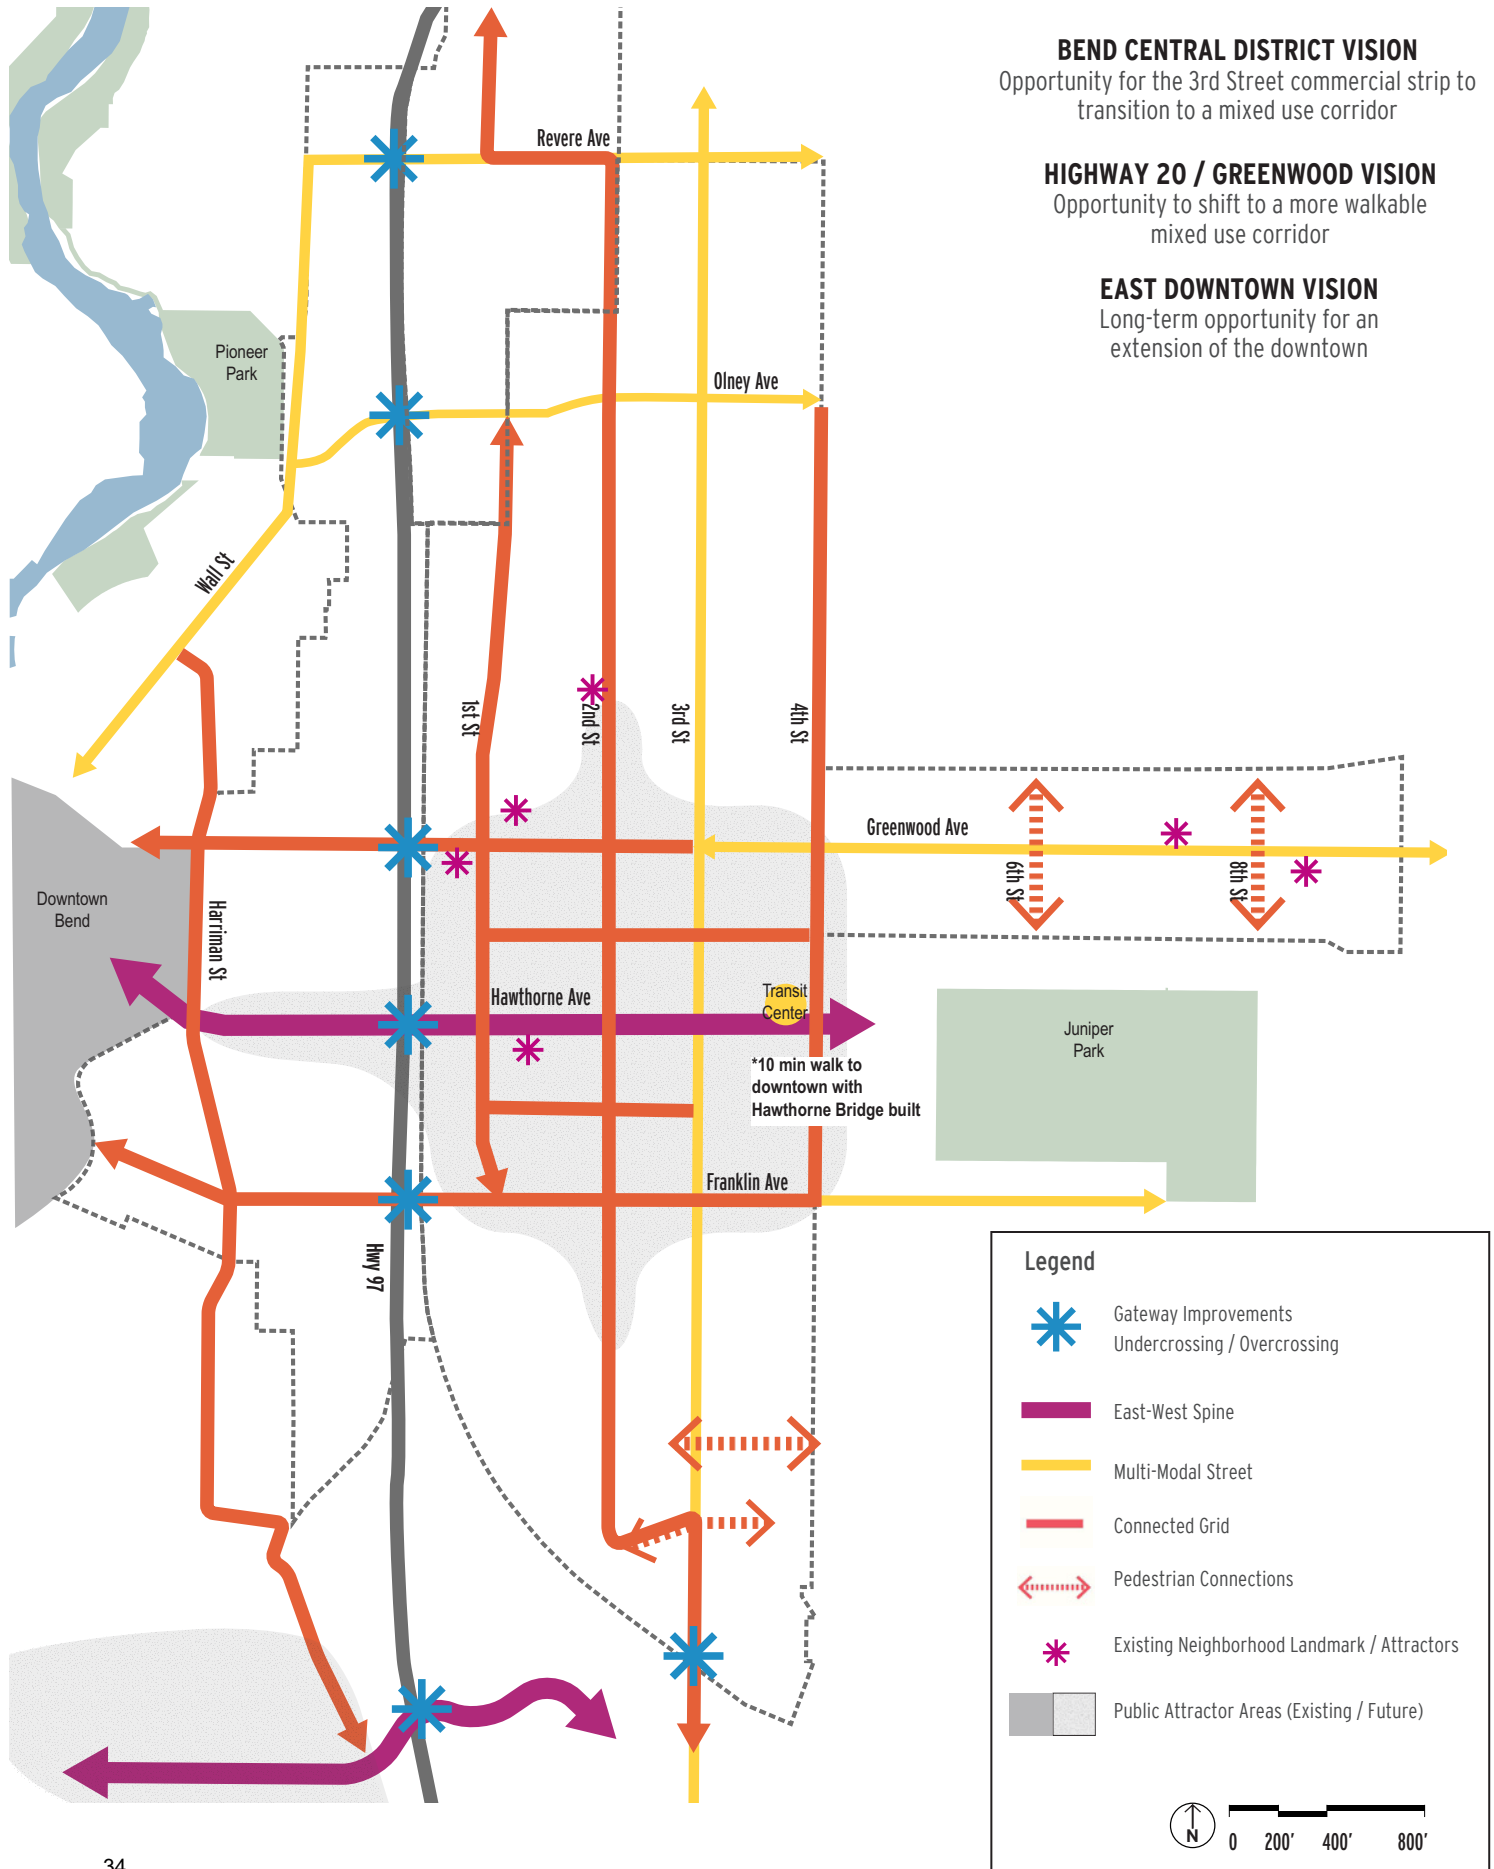 BEND CENTRAL DISTRICT VISION
Opportunity for the 3rd Street commercial strip to
transition to a mixed use corridor
HIGHWAY 20 / GREENWOOD VISION
Opportunity to shift to a more walkable
mixed use corridor
EAST DOWNTOWN VISION
Long-term opportunity for an
extension of the downtown
Revere Ave
Pioneer
Park
Olney Ave
Wall St
1st St
2nd St
3rd St
4th St
Greenwood Ave
6th St
8th St
Downtown
Bend
Harriman St
Hawthorne Ave
Transit
Center
Juniper
Park
*10 min walk to
downtown with
Hawthorne Bridge built
Franklin Ave
Hwy 97
Legend
Gateway Improvements
Undercrossing / Overcrossing
East-West Spine
Multi-Modal Street
Connected Grid
Pedestrian Connections
Existing Neighborhood Landmark / Attractors
Public Attractor Areas (Existing / Future)
N
0 200' 400' 800'
34